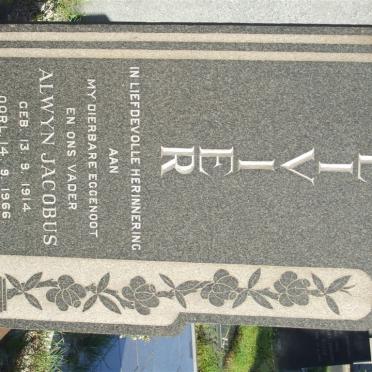 LIVIER
IN LIEFDEVOLLE HERINNERING
AAN
MY DIERBARE EGGENOOT
EN ONS VADER
ALWYN JACOBUS
GEB. 13. 9. 1914
OORL. 14. 9. 1966